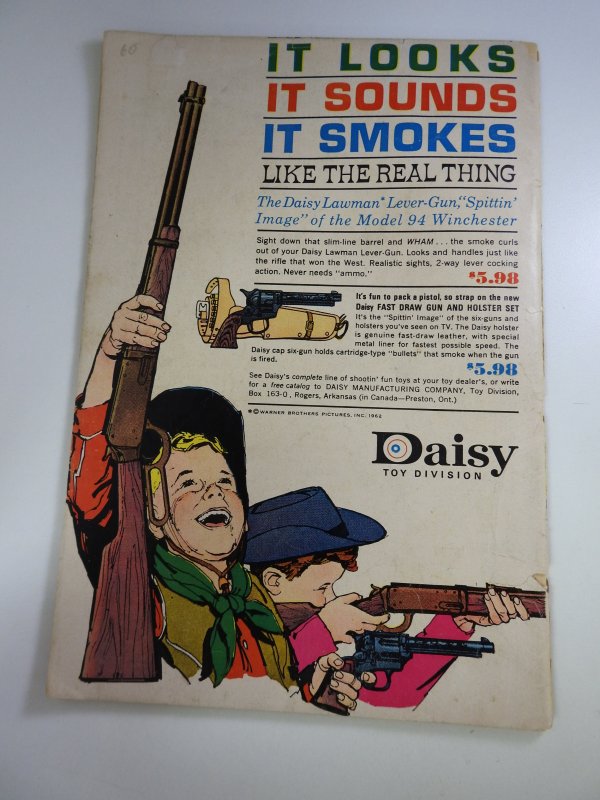 60
IT LOOKS
IT SOUNDS
IT SMOKES
LIKE THE REAL THING
The Daisy Lawman* Lever-Gun,"Spittin'
Image" of the Model 94 Winchester
Sight down that slim-line barrel and WHAM... the smoke curls
out of your Daisy Lawman Lever-Gun. Looks and handles just like
the rifle that won the West. Realistic sights, 2-way lever cocking
action. Never needs "ammo."
$5.98
It's fun to pack a pistol, so strap on the new
Daisy FAST DRAW GUN AND HOLSTER SET
It's the "Spittin' Image" of the six-guns and
holsters you've seen on TV. The Daisy holster
is genuine fast-draw leather, with special
metal liner for fastest possible speed. The
Daisy cap six-gun holds cartridge-type "bullets" that smoke when the gun
is fired.
$5.98
See Daisy's complete line of shootin' fun toys at your toy dealer's, or write
for a free catalog to DAISY MANUFACTURING COMPANY, Toy Division,
Box 163-O, Rogers, Arkansas (in Canada—Preston, Ont.)
*©WARNER BROTHERS PICTURES, INC. 1962
Daisy
TOY DIVISION